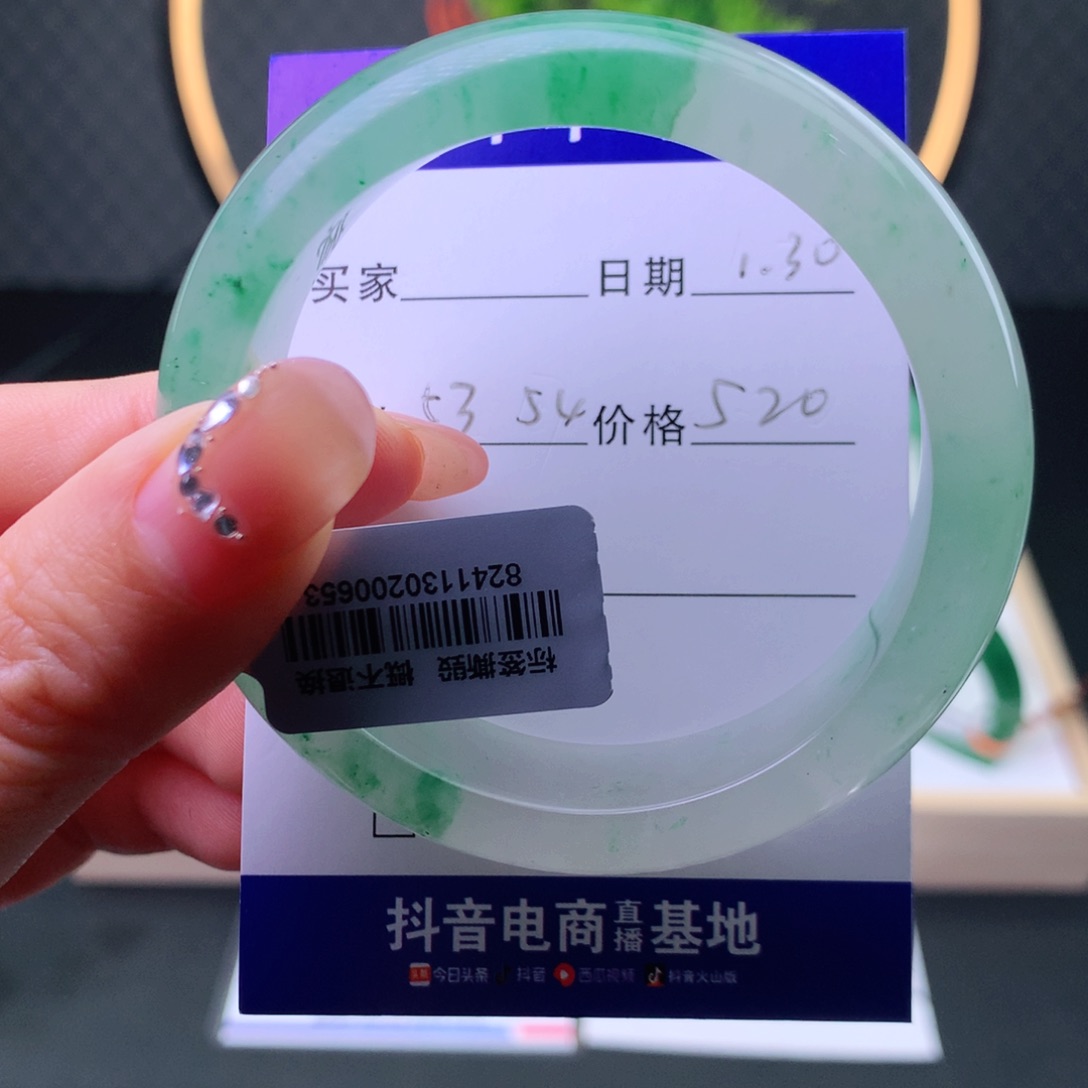 买家 日期 1.30
53 54 价格 520
8241130200653
标签撕毁 概不退换
抖音电商直播基地
今日头条 抖音 西瓜视频 抖音火山版